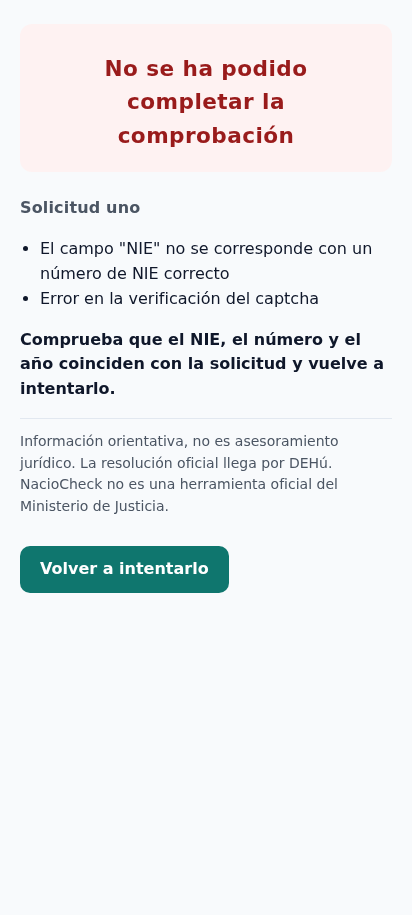 No se ha podido
completar la
comprobación
Solicitud uno
• El campo "NIE" no se corresponde con un
número de NIE correcto
• Error en la verificación del captcha
Comprueba que el NIE, el número y el
año coinciden con la solicitud y vuelve a
intentarlo.
Información orientativa, no es asesoramiento
jurídico. La resolución oficial llega por DEHú.
NacioCheck no es una herramienta oficial del
Ministerio de Justicia.
Volver a intentarlo